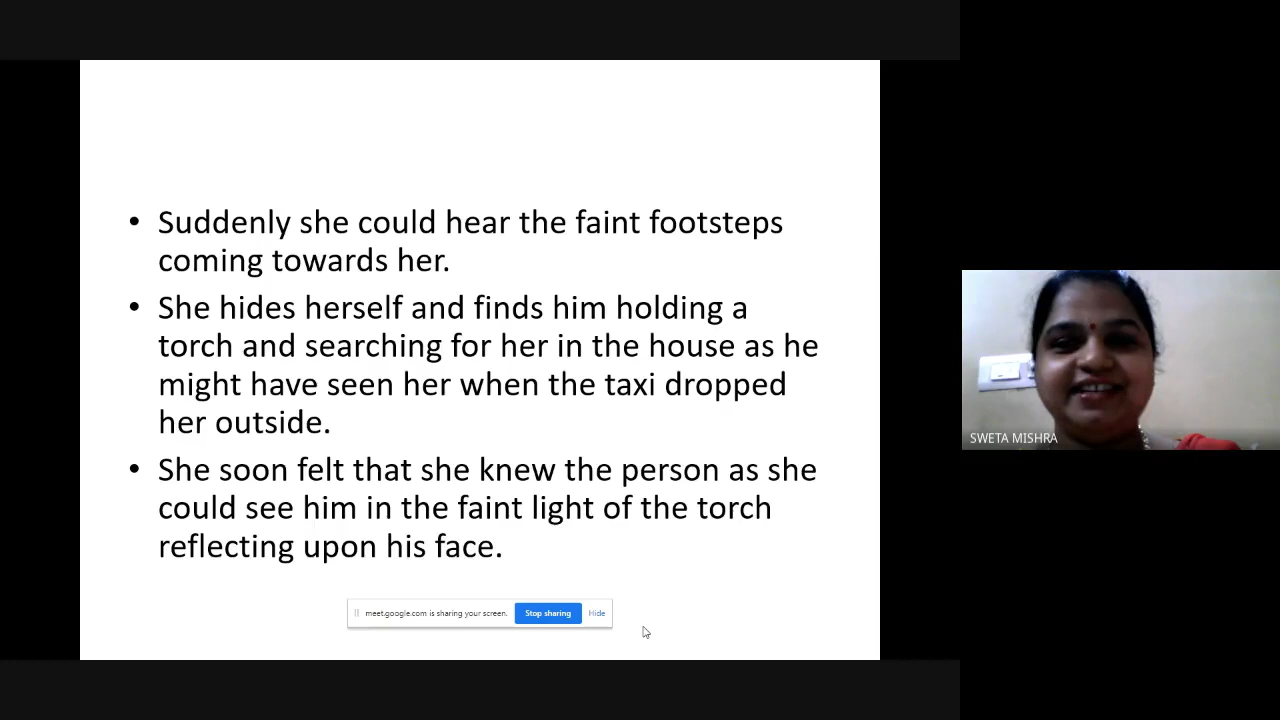 • Suddenly she could hear the faint footsteps
coming towards her.
• She hides herself and finds him holding a
torch and searching for her in the house as he
might have seen her when the taxi dropped
her outside.
• She soon felt that she knew the person as she
could see him in the faint light of the torch
reflecting upon his face.
meet.google.com is sharing your screen. Stop sharing Hide
SWETA MISHRA